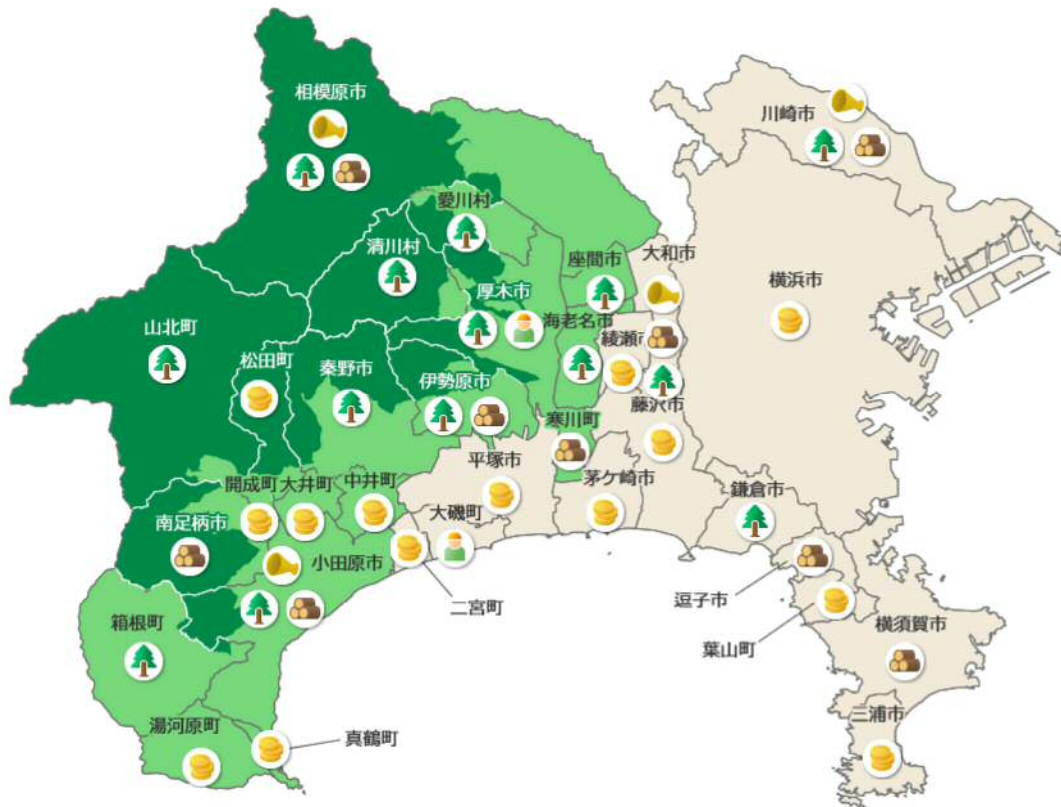 相模原市
川崎市
愛川村
清川村
座間市
大和市
横浜市
厚木市
海老名市
綾瀬市
山北町
松田町
秦野市
伊勢原市
藤沢市
寒川町
平塚市
茅ケ崎市
鎌倉市
開成町
大井町
中井町
南足柄市
大磯町
小田原市
二宮町
逗子市
箱根町
葉山町
横須賀市
湯河原町
真鶴町
三浦市